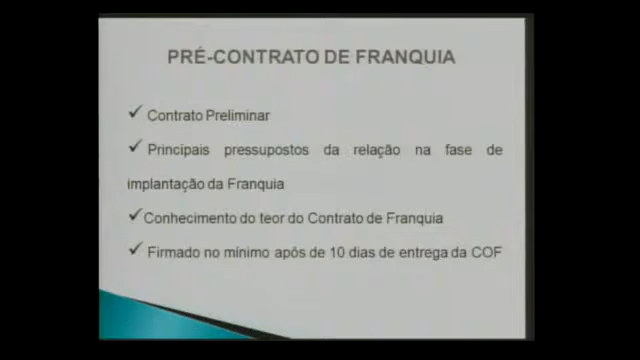 PRÉ-CONTRATO DE FRANQUIA
Contrato Preliminar
Principais pressupostos da relação na fase de
implantação da Franquia
Conhecimento do teor do Contrato de Franquia
Firmado no mínimo após de 10 dias de entrega da COF